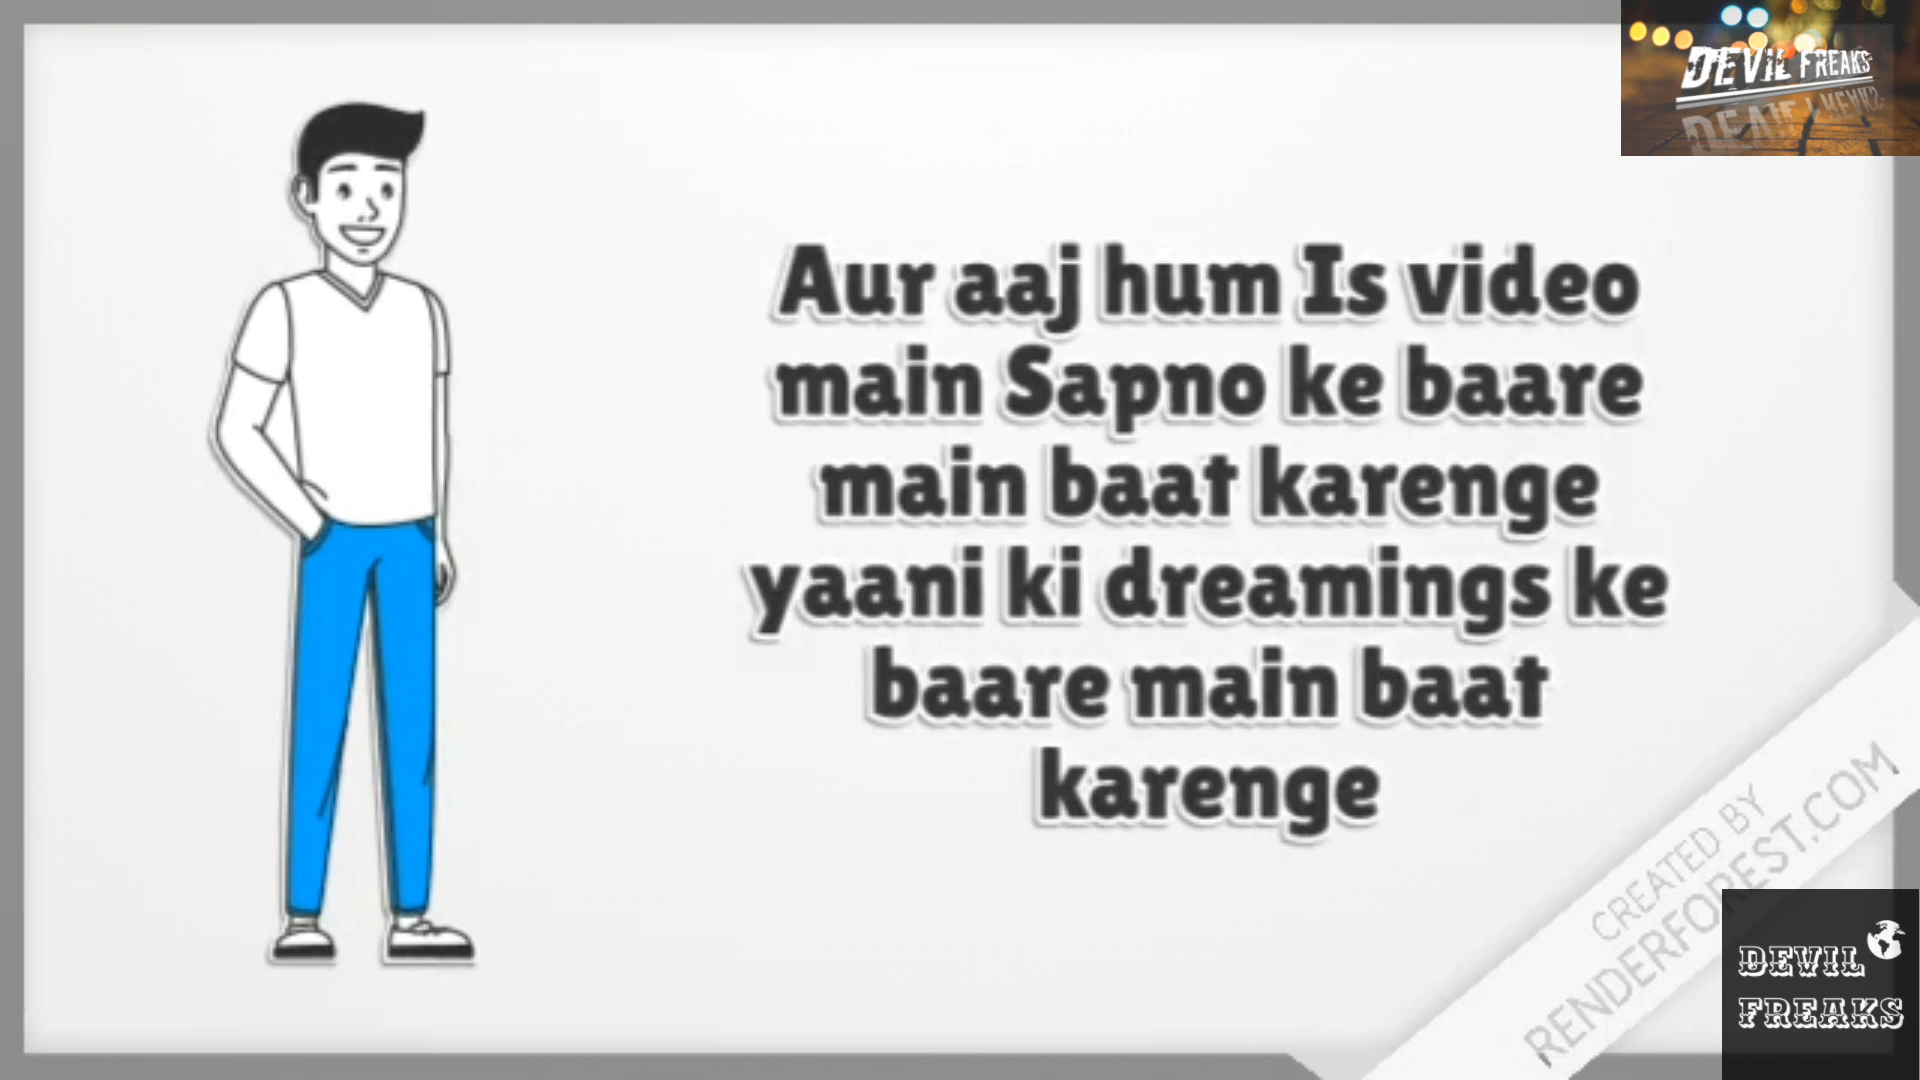 DEVIL FREAKS
Aur aaj hum Is video
main Sapno ke baare
main baat karenge
yaani ki dreamings ke
baare main baat
karenge
CREATED BY
RENDERFOREST.COM
DEVIL
FREAKS